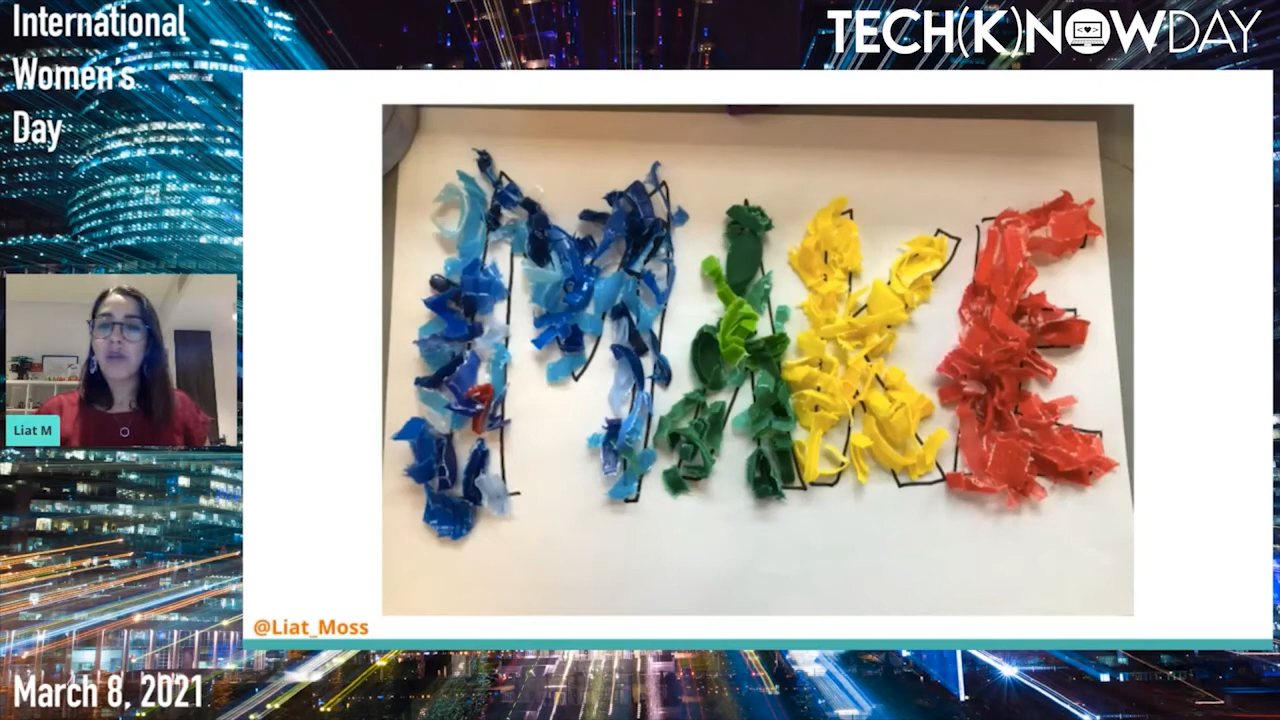 International
Women's
Day
TECH(K)NOWDAY
MAKE
Liat M
@Liat_Moss
March 8, 2021